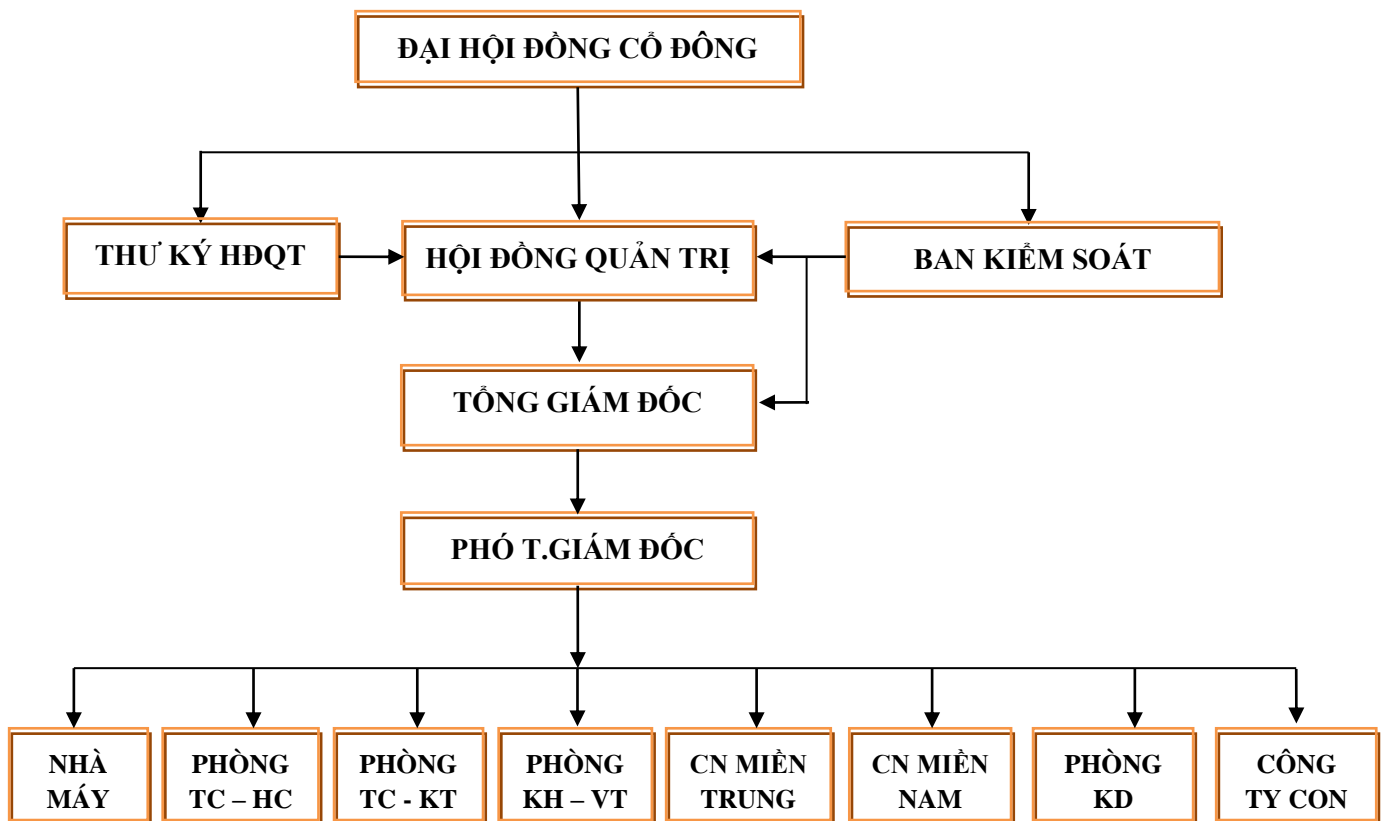 ĐẠI HỘI ĐỒNG CỔ ĐÔNG
THƯ KÝ HĐQT
HỘI ĐỒNG QUẢN TRỊ
BAN KIỂM SOÁT
TỔNG GIÁM ĐỐC
PHÓ T.GIÁM ĐỐC
NHÀ
MÁY
PHÒNG
TC – HC
PHÒNG
TC - KT
PHÒNG
KH – VT
CN MIỀN
TRUNG
CN MIỀN
NAM
PHÒNG
KD
CÔNG
TY CON